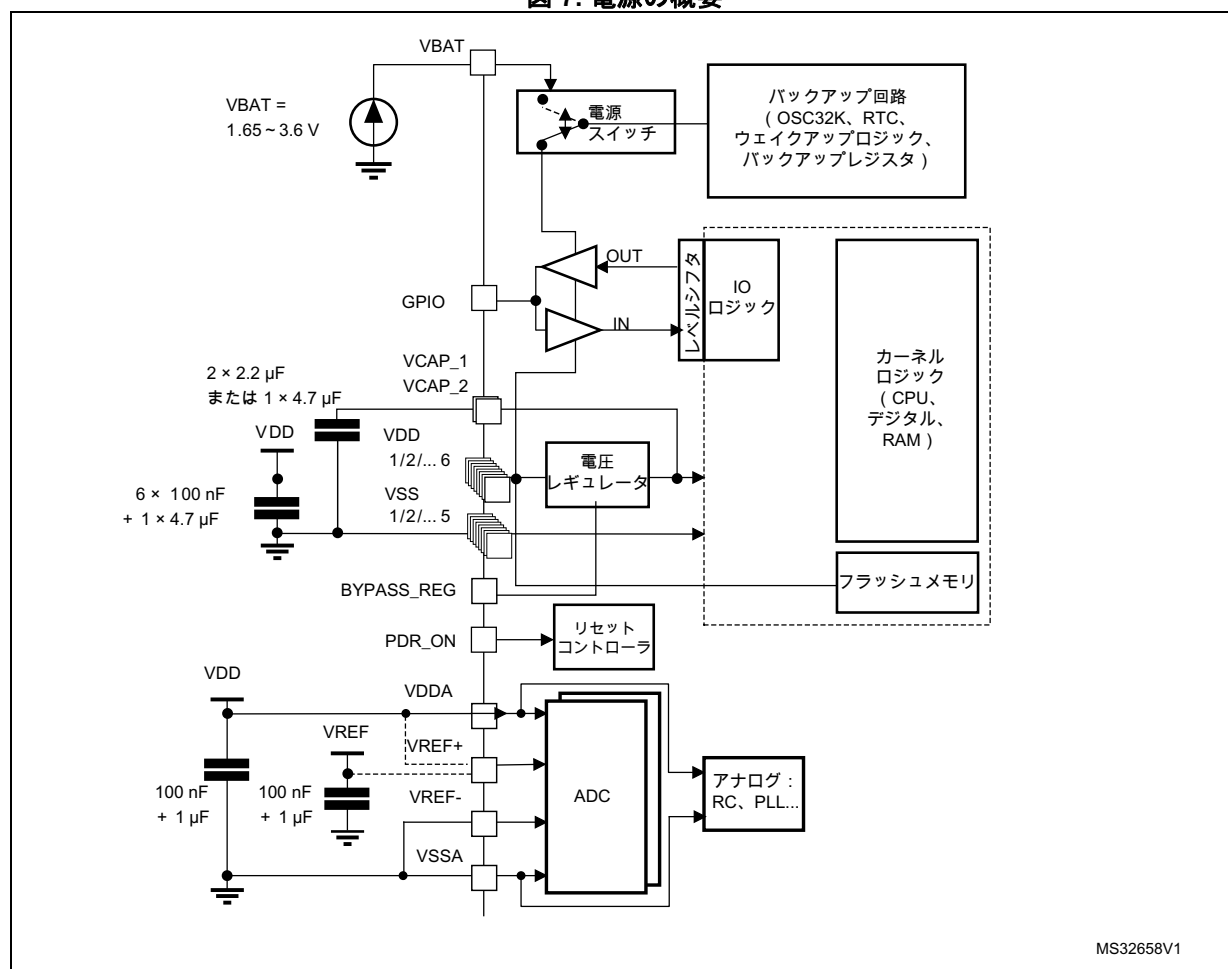 図 7. 電源の概要
VBAT
VBAT =
1.65 ~ 3.6 V
電源
スイッチ
バックアップ回路
( OSC32K、RTC、
ウェイクアップロジック、
バックアップレジスタ )
OUT
GPIO
IN
レベルシフタ
IO
ロジック
カーネル
ロジック
( CPU、
デジタル、
RAM )
VCAP_1
VCAP_2
2 × 2.2 µF
または 1 × 4.7 µF
VDD
VDD
1/2/... 6
電圧
レギュレータ
6 × 100 nF
+ 1 × 4.7 µF
VSS
1/2/... 5
フラッシュメモリ
BYPASS_REG
PDR_ON
リセット
コントローラ
VDD
VDDA
VREF
VREF+
100 nF
+ 1 µF
100 nF
+ 1 µF
VREF-
ADC
アナログ :
RC、PLL...
VSSA
MS32658V1